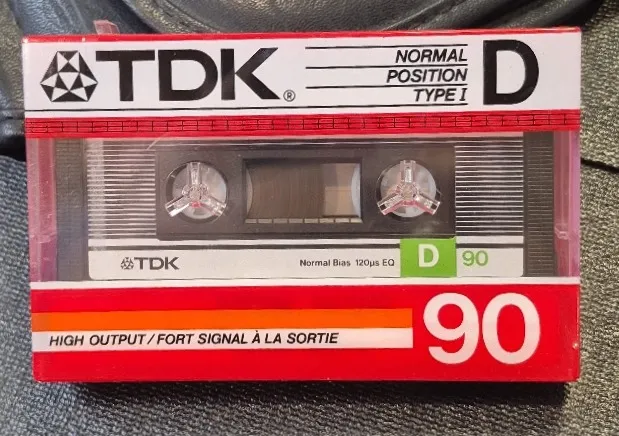 TDK® NORMAL D
POSITION
TYPE I
TDK Normal Bias 120µs EQ D 90
HIGH OUTPUT/FORT SIGNAL À LA SORTIE 90